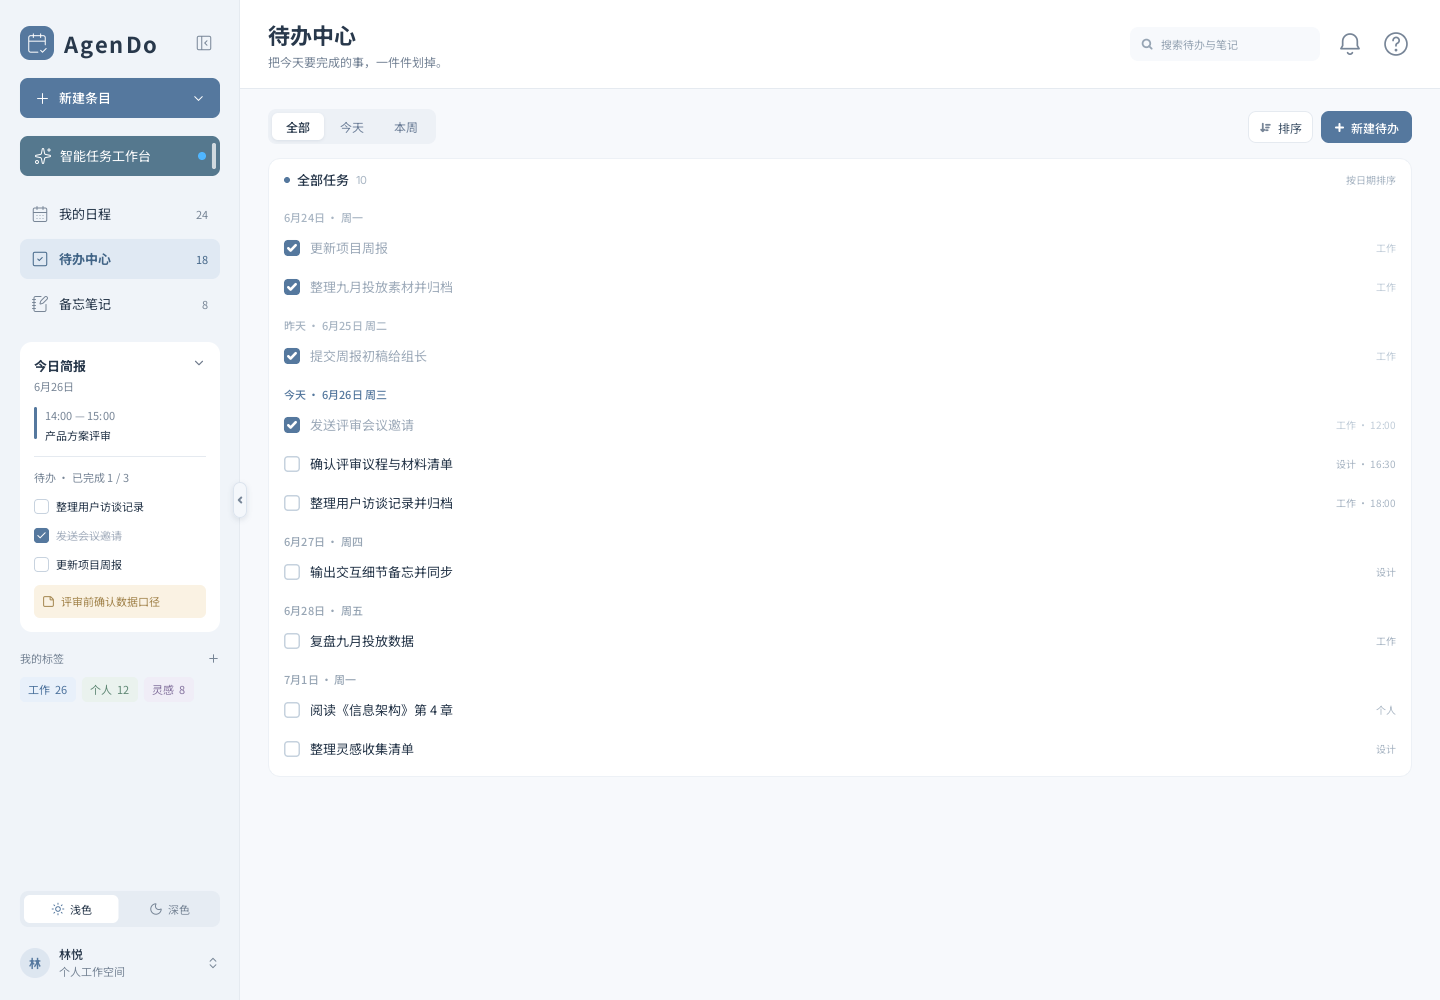 AgenDo
新建条目
智能任务工作台
我的日程 24
待办中心 18
备忘笔记 8
今日简报
6月26日
14:00 — 15:00
产品方案评审
待办 · 已完成 1 / 3
整理用户访谈记录
发送会议邀请
更新项目周报
评审前确认数据口径
我的标签
工作 26 个人 12 灵感 8
浅色 深色
林 林悦
个人工作空间
待办中心
把今天要完成的事，一件件划掉。
搜索待办与笔记
全部 今天 本周
排序 新建待办
全部任务 10 按日期排序
6月24日 · 周一
更新项目周报 工作
整理九月投放素材并归档 工作
昨天 · 6月25日 周二
提交周报初稿给组长 工作
今天 · 6月26日 周三
发送评审会议邀请 工作 · 12:00
确认评审议程与材料清单 设计 · 16:30
整理用户访谈记录并归档 工作 · 18:00
6月27日 · 周四
输出交互细节备忘并同步 设计
6月28日 · 周五
复盘九月投放数据 工作
7月1日 · 周一
阅读《信息架构》第 4 章 个人
整理灵感收集清单 设计